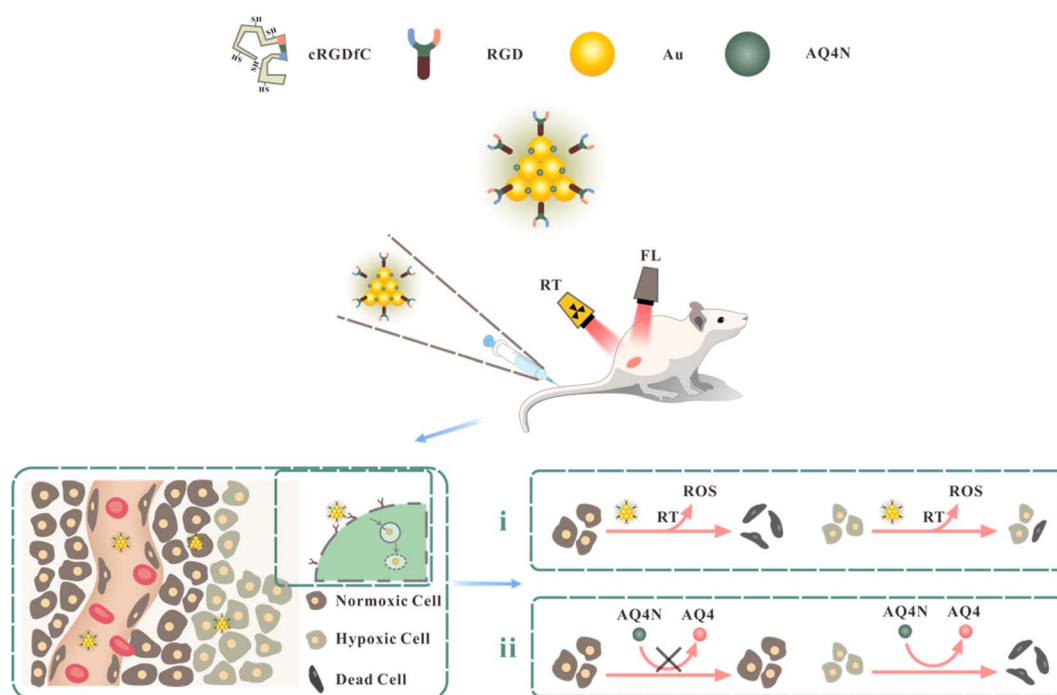 SH
SH
HS
SH
HS
cRGDfC
RGD
Au
AQ4N
FL
RT
i
ROS
RT
ROS
RT
Normoxic Cell
Hypoxic Cell
Dead Cell
ii
AQ4N
AQ4
AQ4N
AQ4